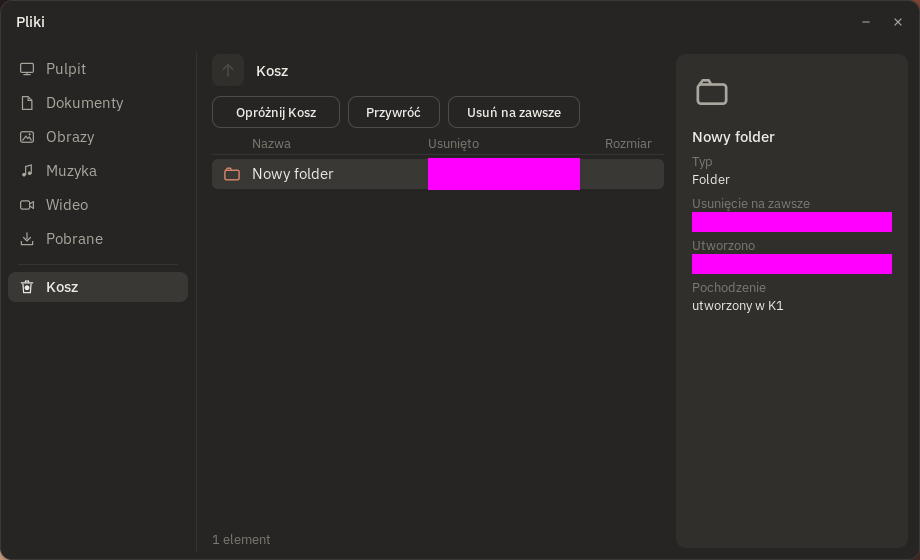 Pliki
Pulpit
Dokumenty
Obrazy
Muzyka
Wideo
Pobrane
Kosz
Kosz
Opróżnij Kosz
Przywróć
Usuń na zawsze
Nazwa
Usunięto
Rozmiar
Nowy folder
1 element
Nowy folder
Typ
Folder
Usunięcie na zawsze
Utworzono
Pochodzenie
utworzony w K1